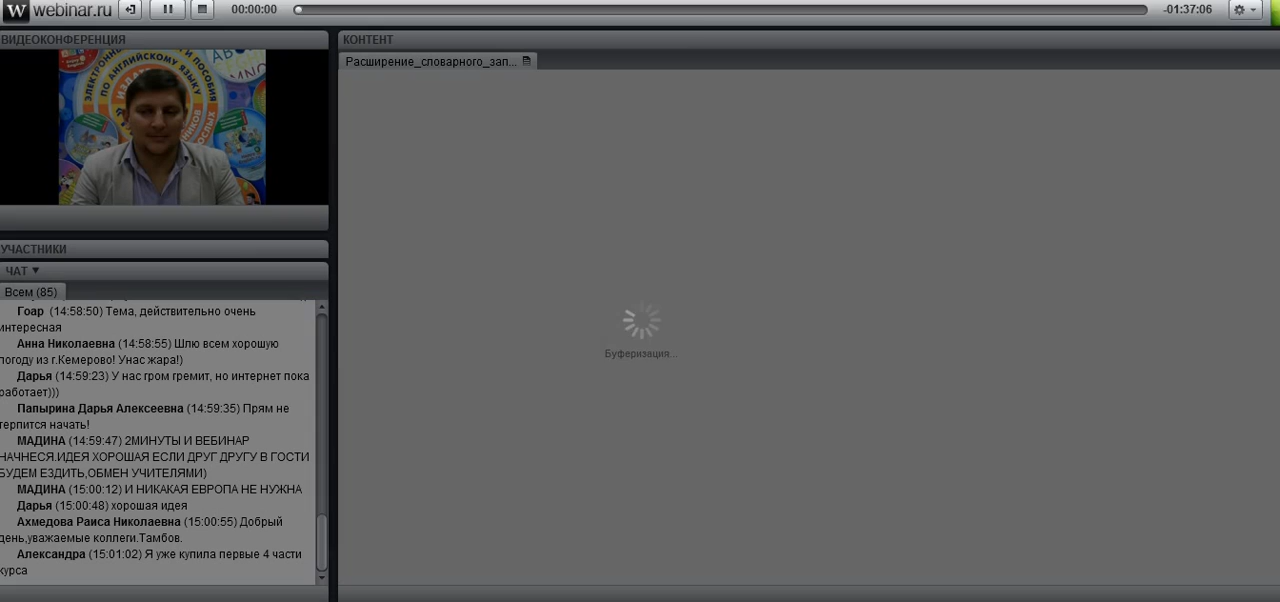 W webinar.ru 00:00:00 -01:37:06
ВИДЕОКОНФЕРЕНЦИЯ
КОНТЕНТ
Расширение_словарного_зап...
ЭЛЕКТРОННЫЕ И ПОСОБИЯ
ПО АНГЛИЙСКОМУ ЯЗЫКУ
УЧАСТНИКИ
ЧАТ
Всем (85)
Гоар (14:58:50) Тема, действительно очень
интересная
Анна Николаевна (14:58:55) Шлю всем хорошую
погоду из г.Кемерово! Унас жара!)
Дарья (14:59:23) У нас гром гремит, но интернет пока
работает)))
Папырина Дарья Алексеевна (14:59:35) Прям не
терпится начать!
МАДИНА (14:59:47) 2МИНУТЫ И ВЕБИНАР
НАЧНЕСЯ.ИДЕЯ ХОРОШАЯ ЕСЛИ ДРУГ ДРУГУ В ГОСТИ
БУДЕМ ЕЗДИТЬ,ОБМЕН УЧИТЕЛЯМИ)
МАДИНА (15:00:12) И НИКАКАЯ ЕВРОПА НЕ НУЖНА
Дарья (15:00:48) хорошая идея
Ахмедова Раиса Николаевна (15:00:55) Добрый
день,уважаемые коллеги.Тамбов.
Александра (15:01:02) Я уже купила первые 4 части
курса
Буферизация...